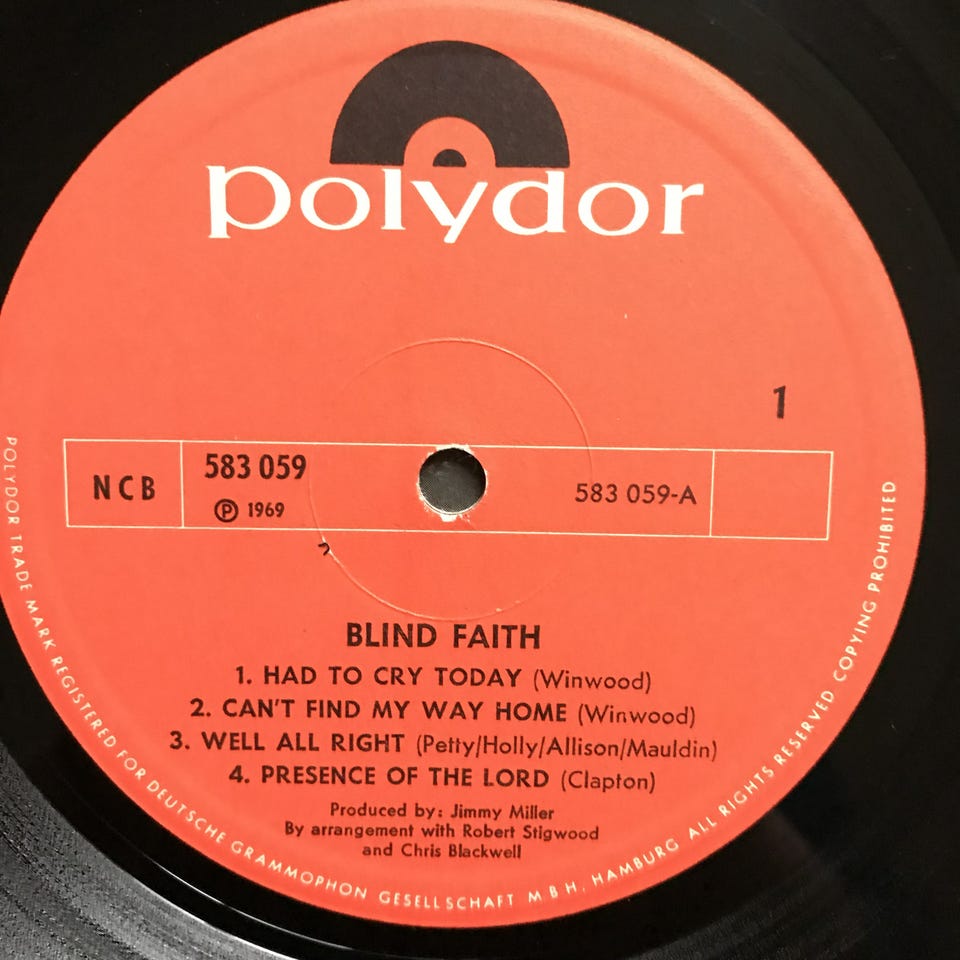 polydor
1
NCB
583 059
℗ 1969
583 059-A
BLIND FAITH
1. HAD TO CRY TODAY (Winwood)
2. CAN'T FIND MY WAY HOME (Winwood)
3. WELL ALL RIGHT (Petty/Holly/Allison/Mauldin)
4. PRESENCE OF THE LORD (Clapton)
Produced by: Jimmy Miller
By arrangement with Robert Stigwood
and Chris Blackwell
POLYDOR TRADE MARK REGISTERED FOR DEUTSCHE GRAMMOPHON GESELLSCHAFT M B H. HAMBURG ALL RIGHTS RESERVED COPYING PROHIBITED